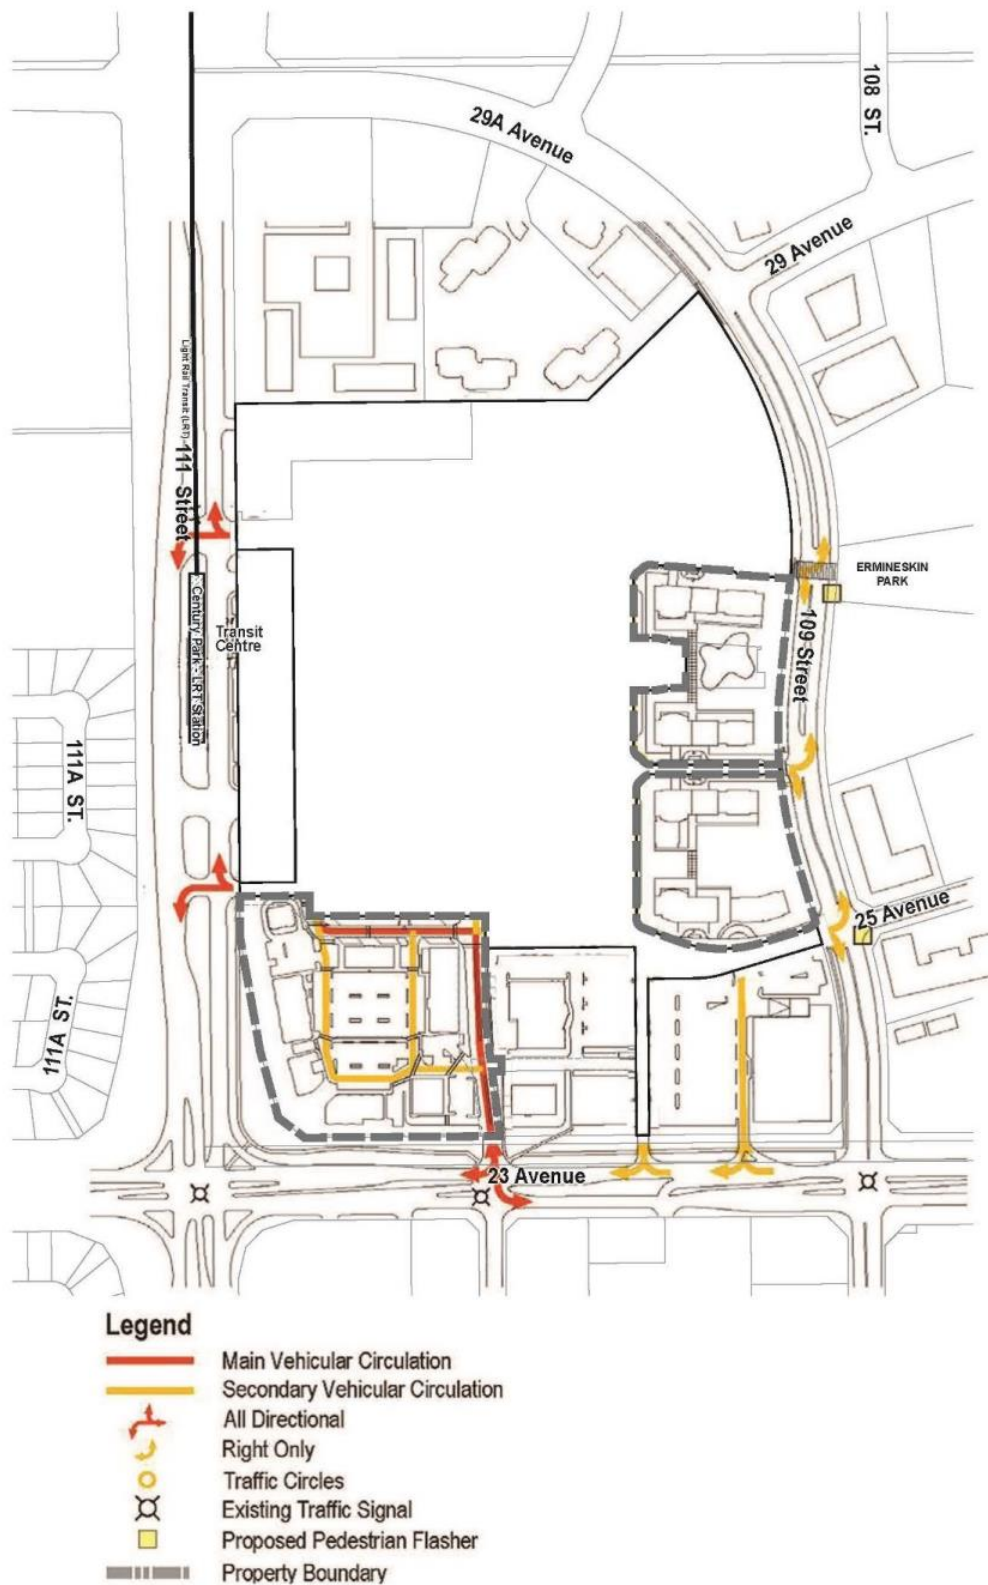 108 ST.
29A Avenue
29 Avenue
Light Rail Transit (LRT)
111 Street
ERMINESKIN
PARK
Century Park - LRT Station
Transit
Centre
109 Street
111A ST.
25 Avenue
111A ST.
23 Avenue
Legend
Main Vehicular Circulation
Secondary Vehicular Circulation
All Directional
Right Only
Traffic Circles
Existing Traffic Signal
Proposed Pedestrian Flasher
Property Boundary